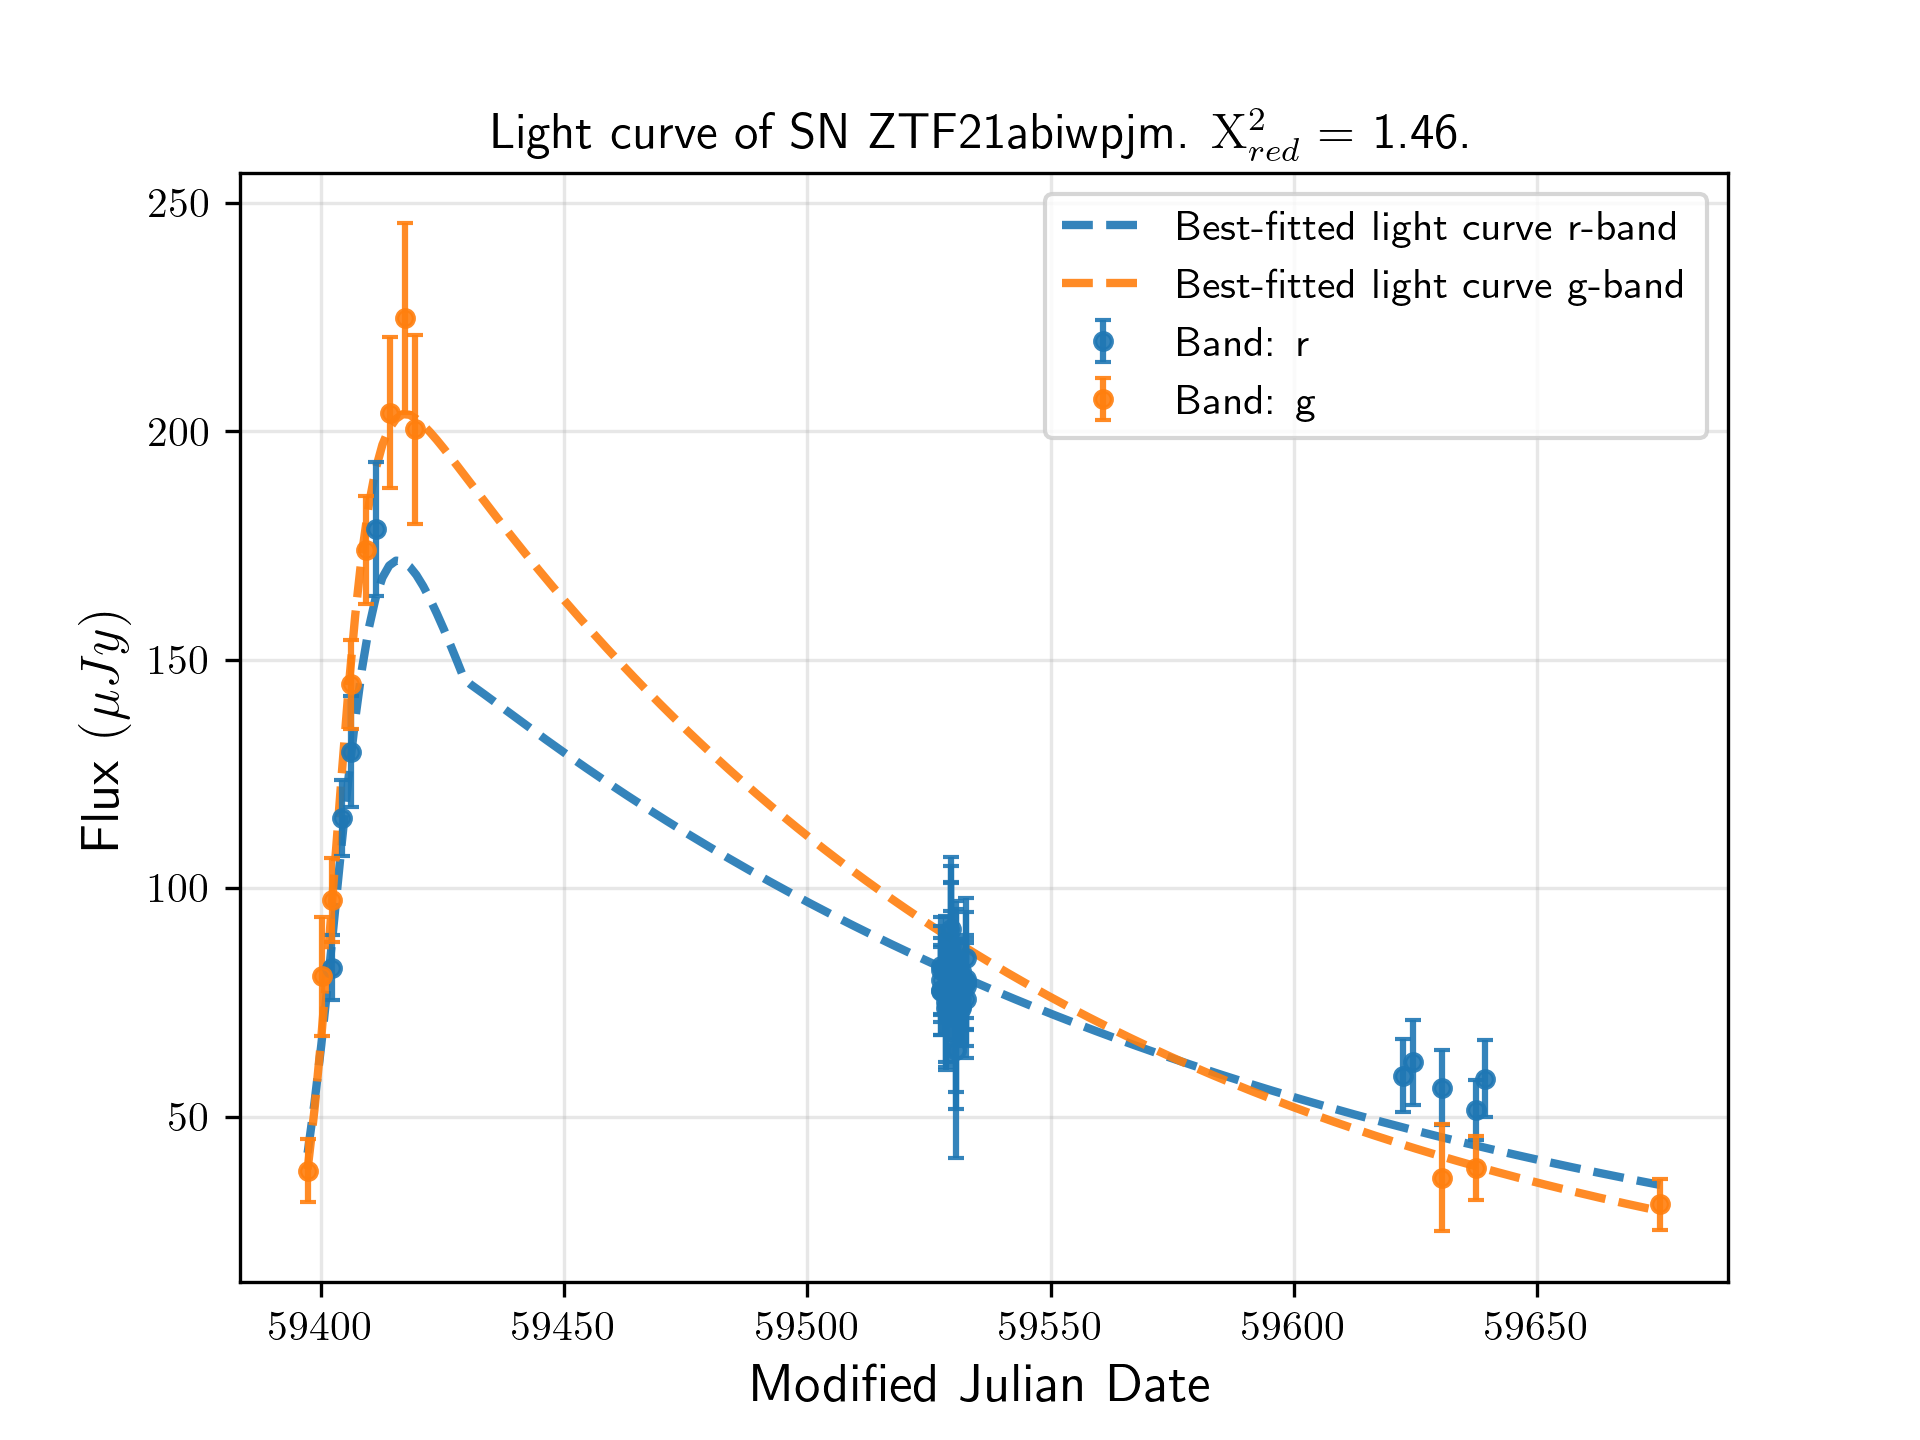 Light curve of SN ZTF21abiwpjm. X²red = 1.46.
250
200
150
100
50
Flux (μJy)
Best-fitted light curve r-band
Best-fitted light curve g-band
Band: r
Band: g
59400 59450 59500 59550 59600 59650
Modified Julian Date